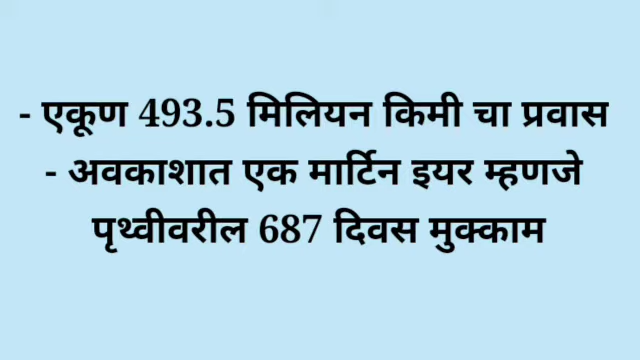 - एकूण 493.5 मिलियन किमी चा प्रवास
- अवकाशात एक मार्टिन इयर म्हणजे
पृथ्वीवरील 687 दिवस मुक्काम